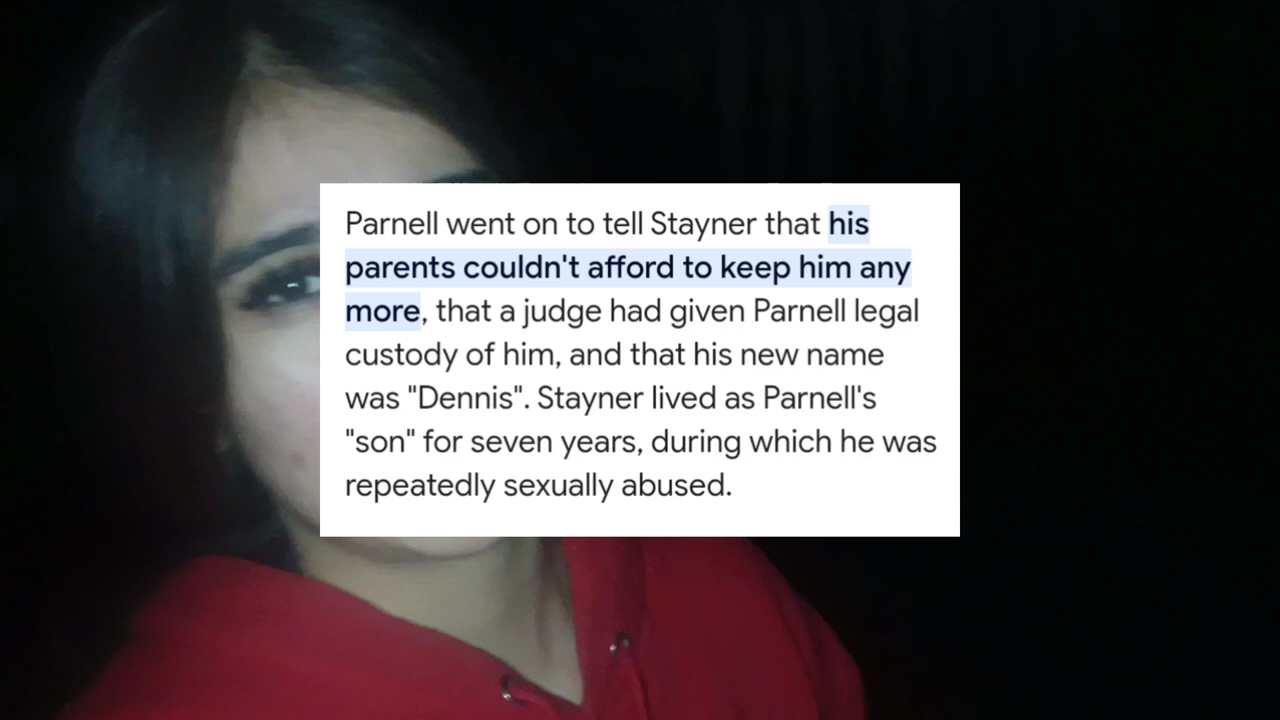 Parnell went on to tell Stayner that his
parents couldn't afford to keep him any
more, that a judge had given Parnell legal
custody of him, and that his new name
was "Dennis". Stayner lived as Parnell's
"son" for seven years, during which he was
repeatedly sexually abused.